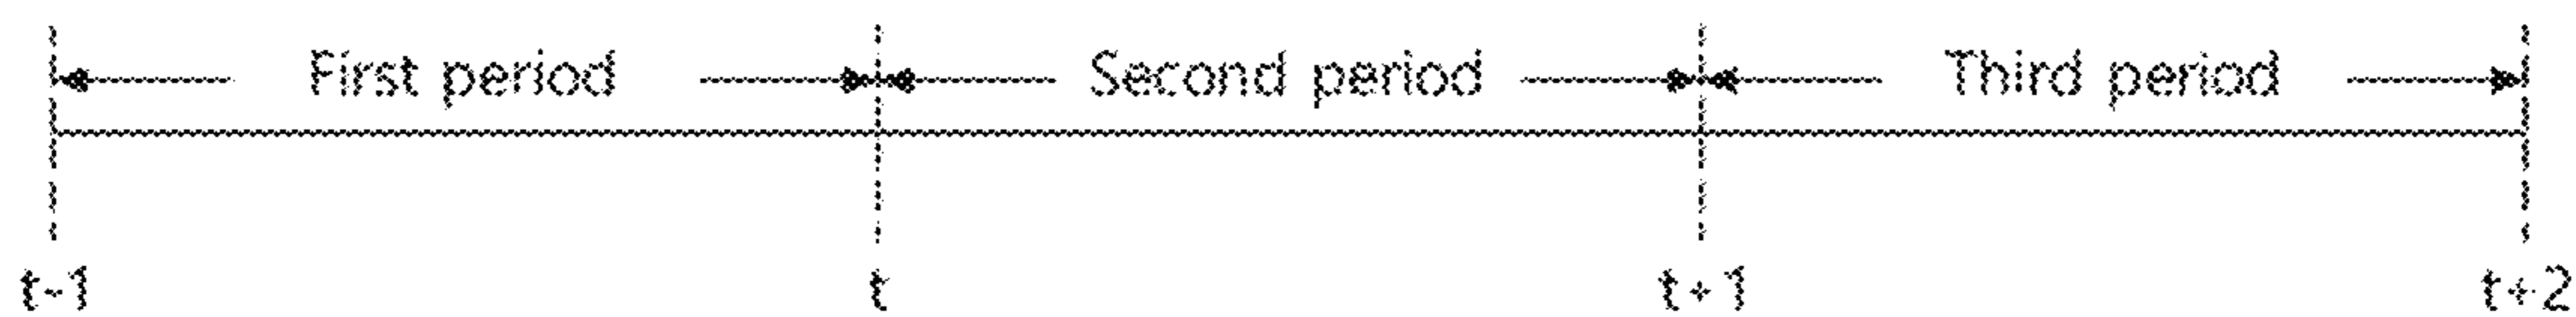 First period Second period Third period
t-1 t t+1 t+2